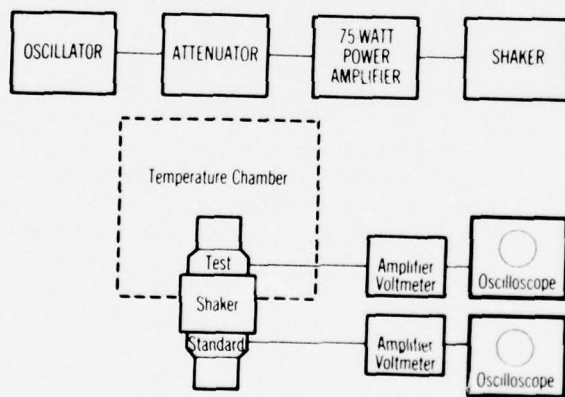 OSCILLATOR
ATTENUATOR
75 WATT
POWER
AMPLIFIER
SHAKER
Temperature Chamber
Test
Amplifier
Voltmeter
Oscilloscope
Shaker
Standard
Amplifier
Voltmeter
Oscilloscope